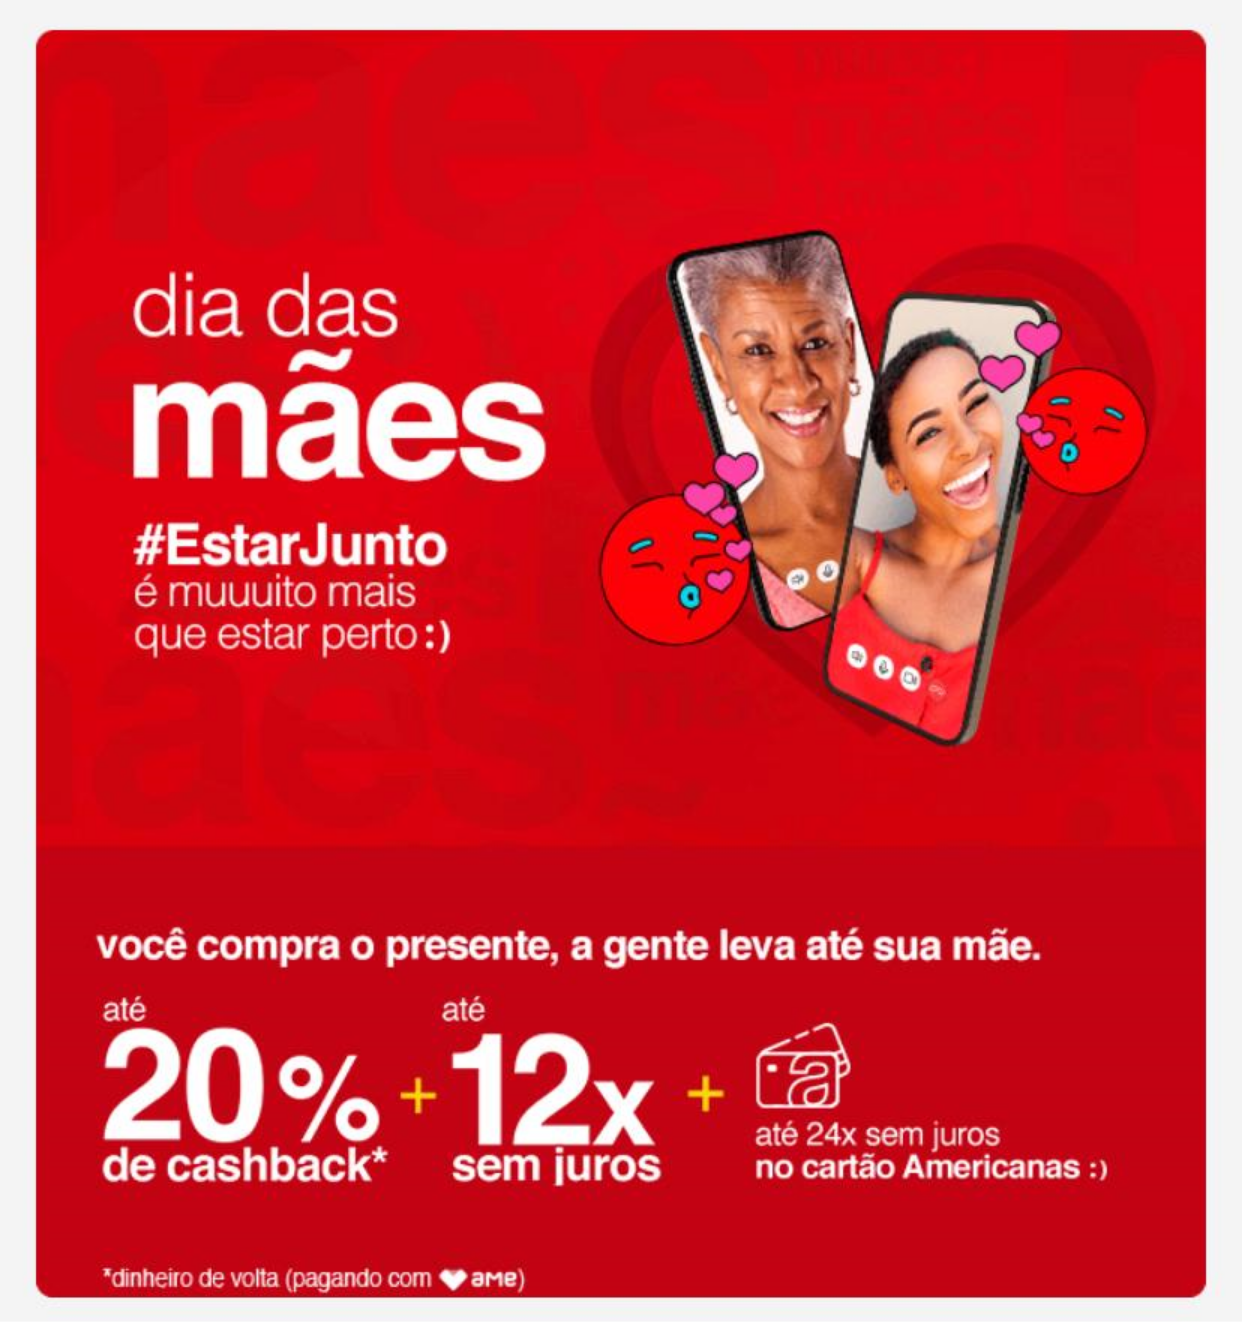 dia das
mães
#EstarJunto
é muuuito mais
que estar perto :)
você compra o presente, a gente leva até sua mãe.
até
20%
de cashback*
+
até
12x
sem juros
+
a
até 24x sem juros
no cartão Americanas :)
*dinheiro de volta (pagando com ame)